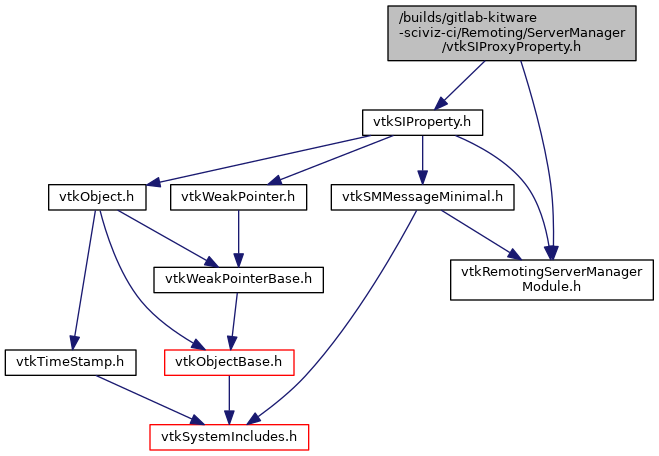 /builds/gitlab-kitware
-sciviz-ci/Remoting/ServerManager
/vtkSIProxyProperty.h
vtkSIProperty.h
vtkObject.h
vtkWeakPointer.h
vtkSMMessageMinimal.h
vtkWeakPointerBase.h
vtkRemotingServerManager
Module.h
vtkTimeStamp.h
vtkObjectBase.h
vtkSystemIncludes.h